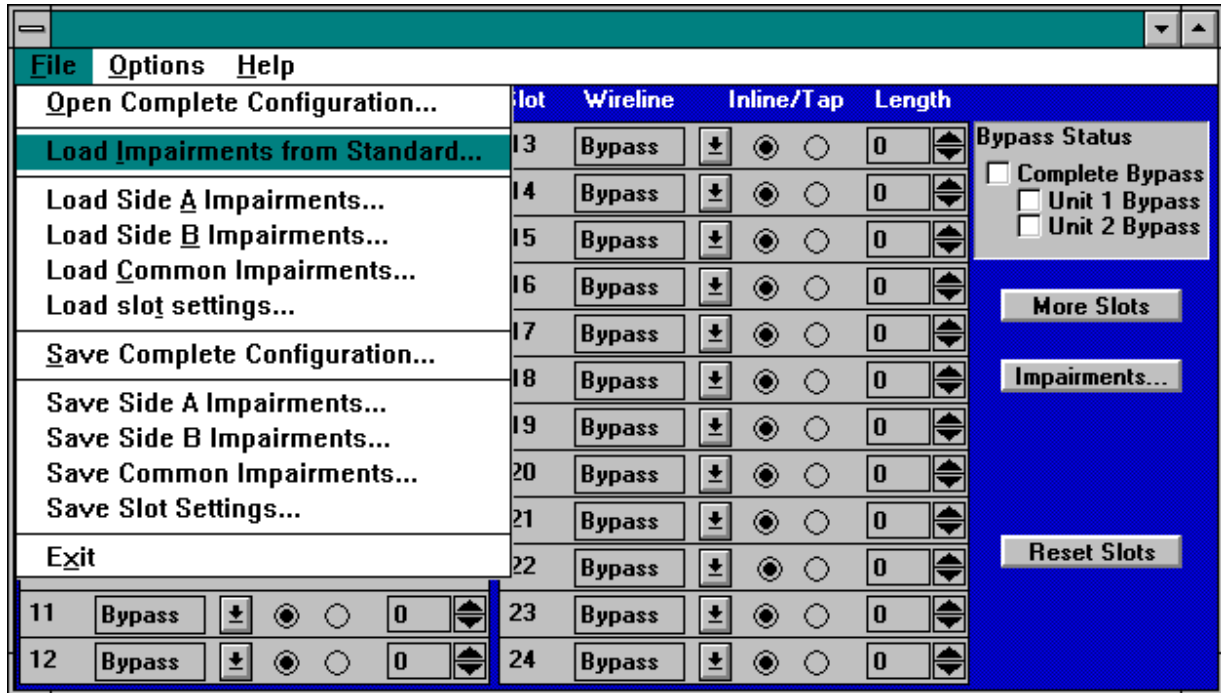 File Options Help
Open Complete Configuration...
Load Impairments from Standard...
Load Side A Impairments...
Load Side B Impairments...
Load Common Impairments...
Load slot settings...
Save Complete Configuration...
Save Side A Impairments...
Save Side B Impairments...
Save Common Impairments...
Save Slot Settings...
Exit
11 Bypass 0
12 Bypass 0
lot Wireline Inline/Tap Length
13 Bypass 0
14 Bypass 0
15 Bypass 0
16 Bypass 0
17 Bypass 0
18 Bypass 0
19 Bypass 0
20 Bypass 0
21 Bypass 0
22 Bypass 0
23 Bypass 0
24 Bypass 0
Bypass Status
Complete Bypass
Unit 1 Bypass
Unit 2 Bypass
More Slots
Impairments...
Reset Slots